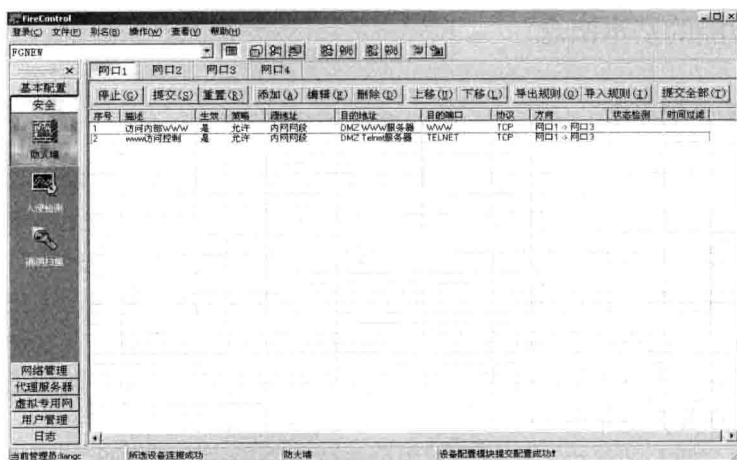 FireControl
登录(C) 文件(F) 别名(B) 操作(W) 查看(V) 帮助(H)
FGNEW
基本配置
安全
防火墙
入侵检测
漏洞扫描
网络管理
代理服务器
虚拟专用网
用户管理
日志
网口1 网口2 网口3 网口4
停止(G) 提交(S) 重置(R) 添加(A) 编辑(E) 删除(D) 上移(U) 下移(L) 导出规则(O) 导入规则(I) 提交全部(T)
序号 描述 生效 策略 源地址 目的地址 目的端口 协议 方向 状态检测 时间过滤
1 访问内部WWW 是 允许 内网网段 DMZ WWW服务器 WWW TCP 网口1 -> 网口3
2 www访问控制 是 允许 内网网段 DMZ Telnet服务器 TELNET TCP 网口1 -> 网口3
当前管理员:liangc 所选设备连接成功 防火墙 设备配置模块提交配置成功!